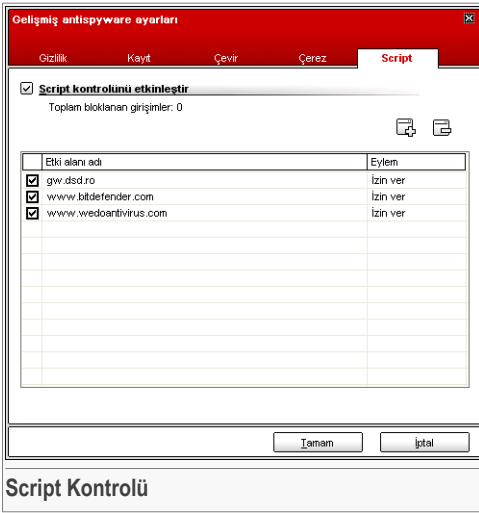 Gelişmiş antispyware ayarları
Gizlilik Kayıt Çevir Çerez Script
Script kontrolünü etkinleştir
Toplam bloklanan girişimler: 0
Etki alanı adı Eylem
gw.dsd.ro İzin ver
www.bitdefender.com İzin ver
www.wedoantivirus.com İzin ver
Tamam İptal
Script Kontrolü